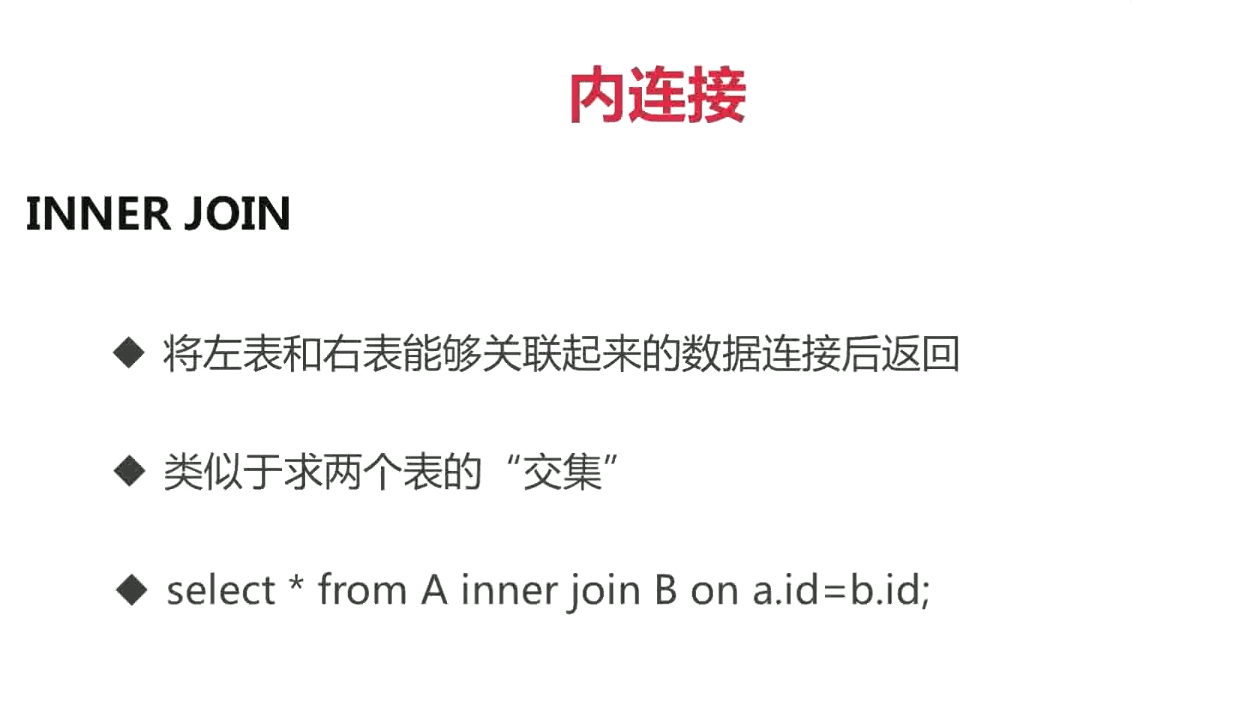 内连接
INNER JOIN
◆ 将左表和右表能够关联起来的数据连接后返回
◆ 类似于求两个表的“交集”
◆ select * from A inner join B on a.id=b.id;